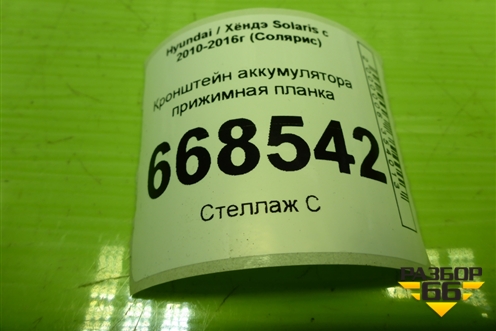 Hyundai / Хёндэ Solaris с
2010-2016г (Солярис)
Кронштейн аккумулятора
прижимная планка
668542
Стеллаж С
РАЗБОР
66